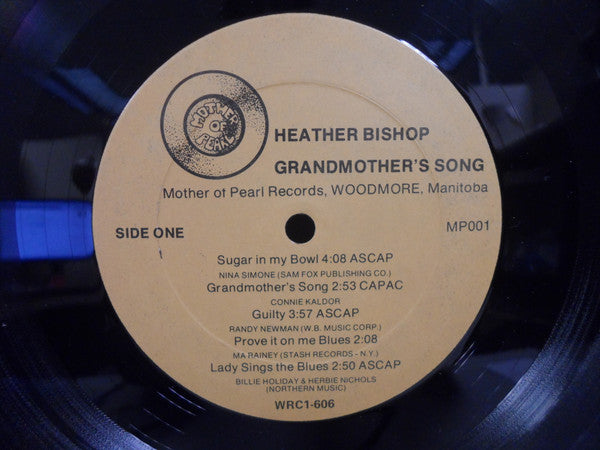 MOTHER OF PEARL
HEATHER BISHOP
GRANDMOTHER'S SONG
Mother of Pearl Records, WOODMORE, Manitoba
SIDE ONE
MP001
1
Sugar in my Bowl 4:08 ASCAP
NINA SIMONE (SAM FOX PUBLISHING CO.)
Grandmother's Song 2:53 CAPAC
CONNIE KALDOR
Guilty 3:57 ASCAP
RANDY NEWMAN (W.B. MUSIC CORP.)
Prove it on me Blues 2:08
MA RAINEY (STASH RECORDS - N.Y.)
Lady Sings the Blues 2:50 ASCAP
BILLIE HOLIDAY & HERBIE NICHOLS
(NORTHERN MUSIC)
WRC1-606